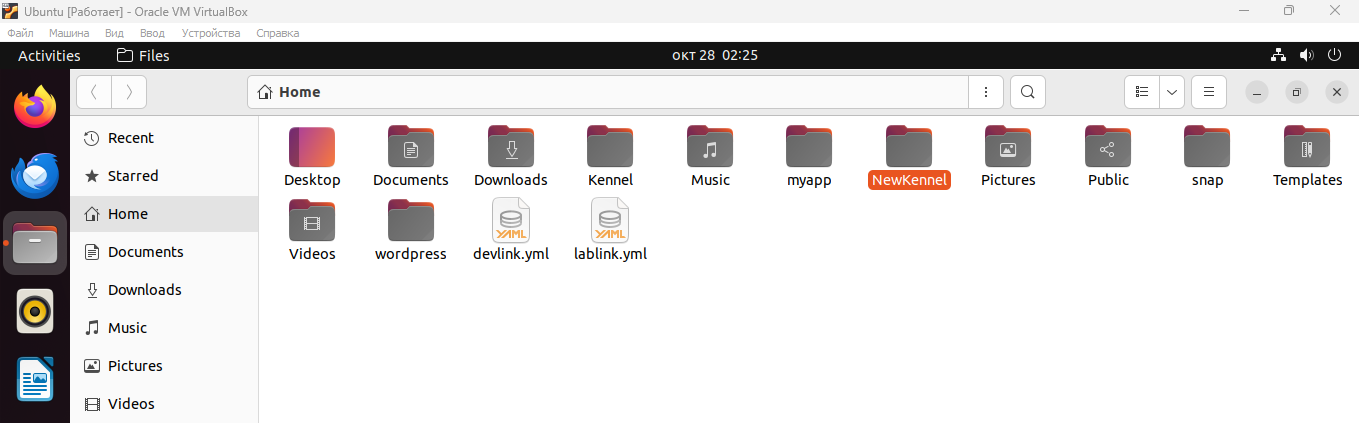 Ubuntu [Работает] - Oracle VM VirtualBox
Файл Машина Вид Ввод Устройства Справка
Activities Files окт 28 02:25
Home
Recent
Starred
Home
Documents
Downloads
Music
Pictures
Videos
Desktop Documents Downloads Kennel Music myapp NewKennel Pictures Public snap Templates
YAML YAML
Videos wordpress devlink.yml lablink.yml